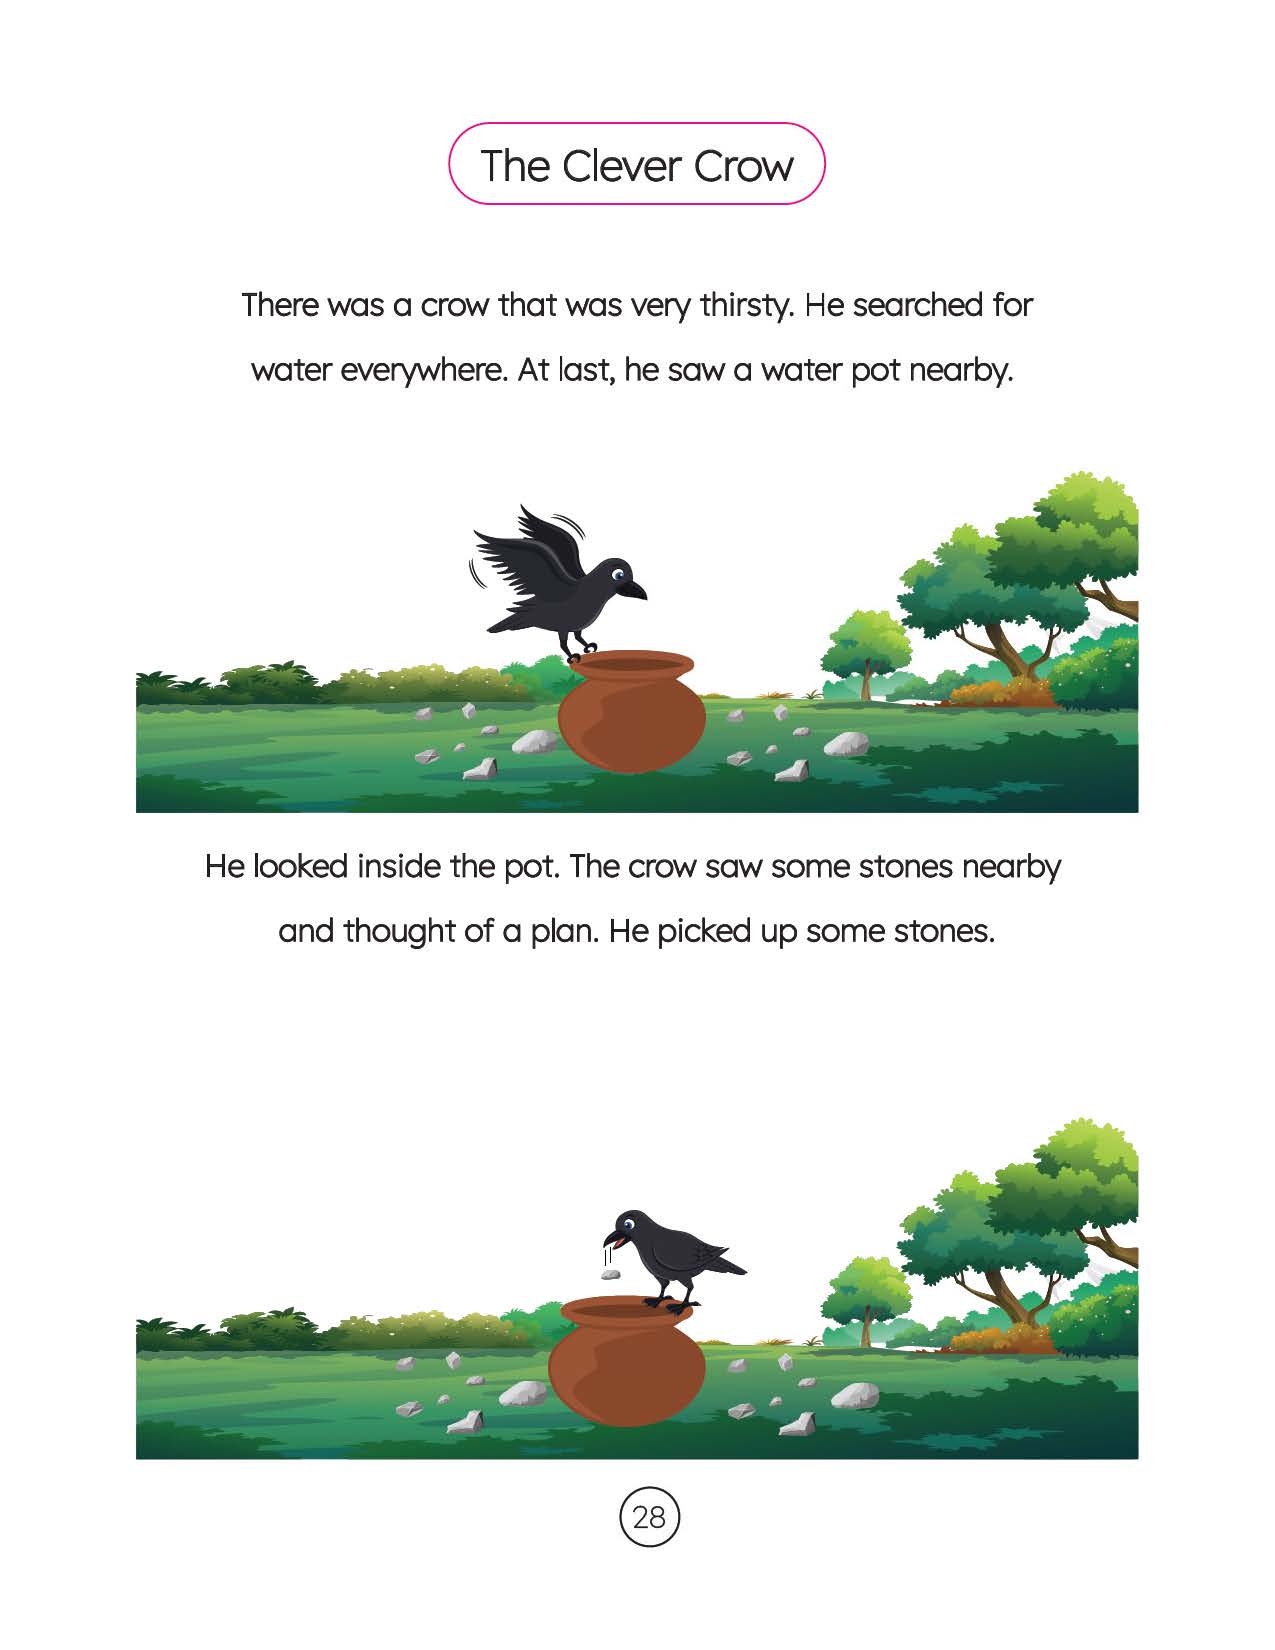 The Clever Crow
There was a crow that was very thirsty. He searched for
water everywhere. At last, he saw a water pot nearby.
He looked inside the pot. The crow saw some stones nearby
and thought of a plan. He picked up some stones.
28